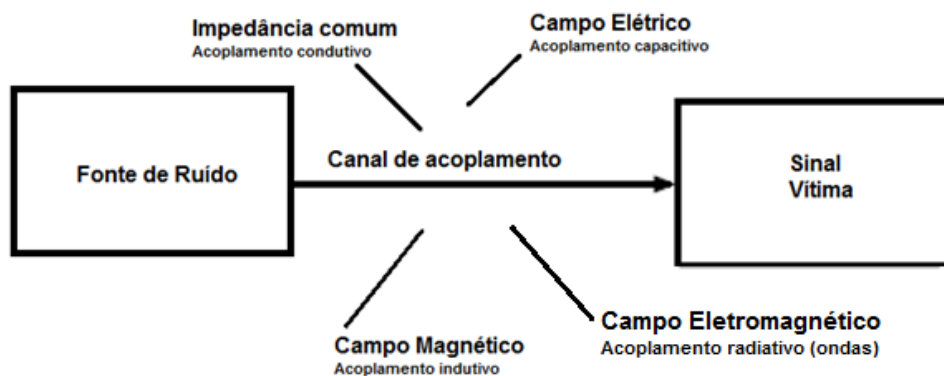 Impedância comum
Acoplamento condutivo
Campo Elétrico
Acoplamento capacitivo
Fonte de Ruído
Canal de acoplamento
Sinal
Vítima
Campo Magnético
Acoplamento indutivo
Campo Eletromagnético
Acoplamento radiativo (ondas)